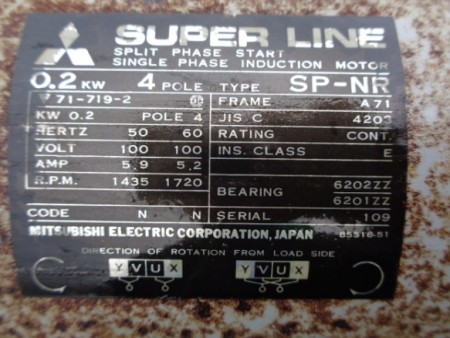 SUPER LINE
SPLIT PHASE START
SINGLE PHASE INDUCTION MOTOR
0.2 KW 4 POLE TYPE SP-NR
71-719-2 FRAME A71
KW 0.2 POLE 4 JIS C 4203
HERTZ 50 60 RATING CONT.
VOLT 100 100 INS. CLASS E
AMP 5.9 5.2
R.P.M. 1435 1720 BEARING 6202ZZ
6201ZZ
CODE N N SERIAL 109
MITSUBISHI ELECTRIC CORPORATION, JAPAN 85318-51
DIRECTION OF ROTATION FROM LOAD SIDE
Y V U X Y V U X